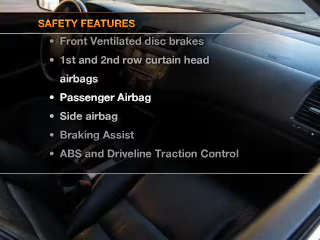 SAFETY FEATURES
• Front Ventilated disc brakes
• 1st and 2nd row curtain head
airbags
• Passenger Airbag
• Side airbag
• Braking Assist
• ABS and Driveline Traction Control